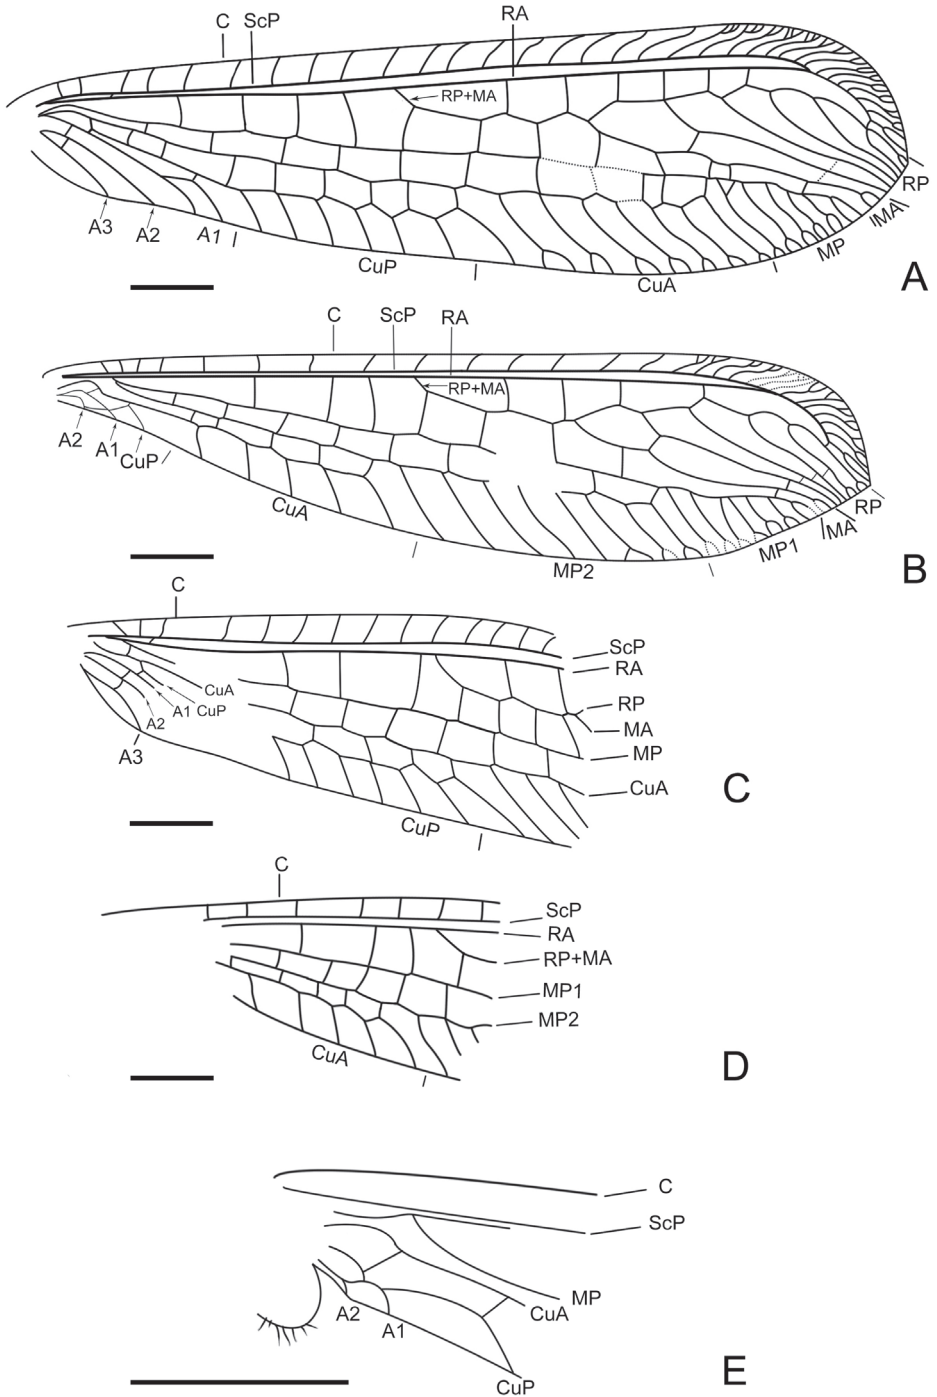 C ScP RA
RP+MA
RP
MA
A3 A2 A1 CuP CuA MP
A
C ScP RA
RP+MA
A2 A1 CuP
CuA MP2 MP1 MA RP
B
C
ScP
RA
CuA
RP
A1 CuP
A2
MA
A3
MP
CuA
CuP
C
C
ScP
RA
RP+MA
MP1
MP2
CuA
D
C
ScP
MP
CuA
A2 A1
CuP
E